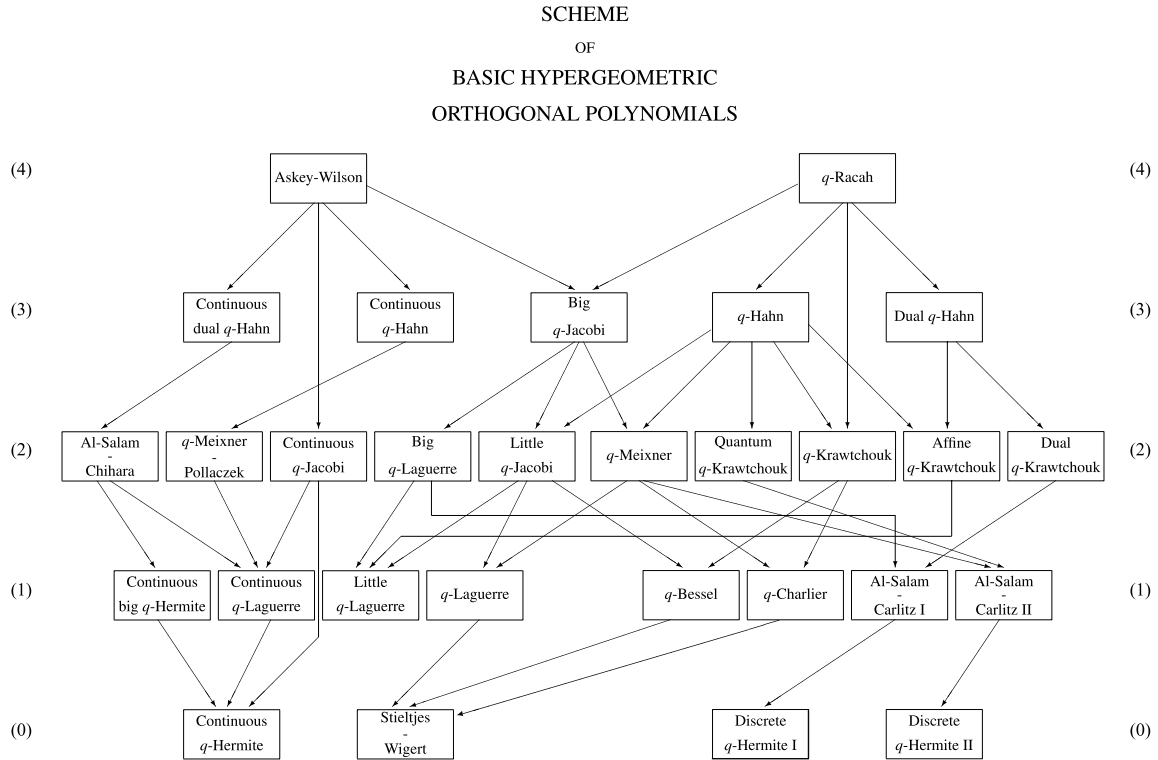 SCHEME
OF
BASIC HYPERGEOMETRIC
ORTHOGONAL POLYNOMIALS
(4)
Askey-Wilson
q-Racah
(4)
(3)
Continuous
dual q-Hahn
Continuous
q-Hahn
Big
q-Jacobi
q-Hahn
Dual q-Hahn
(3)
(2)
Al-Salam
-
Chihara
q-Meixner
-
Pollaczek
Continuous
q-Jacobi
Big
q-Laguerre
Little
q-Jacobi
q-Meixner
Quantum
q-Krawtchouk
q-Krawtchouk
Affine
q-Krawtchouk
Dual
q-Krawtchouk
(2)
(1)
Continuous
big q-Hermite
Continuous
q-Laguerre
Little
q-Laguerre
q-Laguerre
q-Bessel
q-Charlier
Al-Salam
-
Carlitz I
Al-Salam
-
Carlitz II
(1)
(0)
Continuous
q-Hermite
Stieltjes
-
Wigert
Discrete
q-Hermite I
Discrete
q-Hermite II
(0)